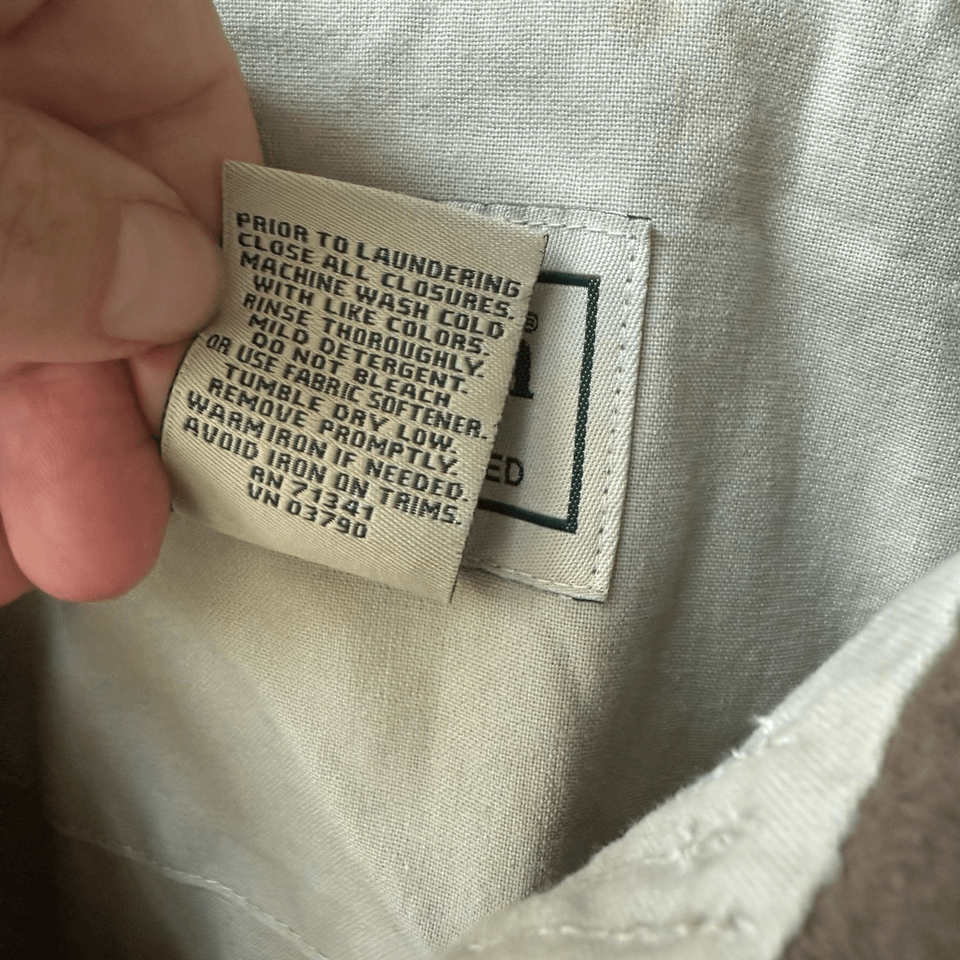 PRIOR TO LAUNDERING
CLOSE ALL CLOSURES.
MACHINE WASH COLD
WITH LIKE COLORS.
RINSE THOROUGHLY.
MILD DETERGENT.
DO NOT BLEACH
OR USE FABRIC SOFTENER.
TUMBLE DRY LOW.
REMOVE PROMPTLY.
WARM IRON IF NEEDED.
AVOID IRON ON TRIMS.
RN 71341
VN 03790